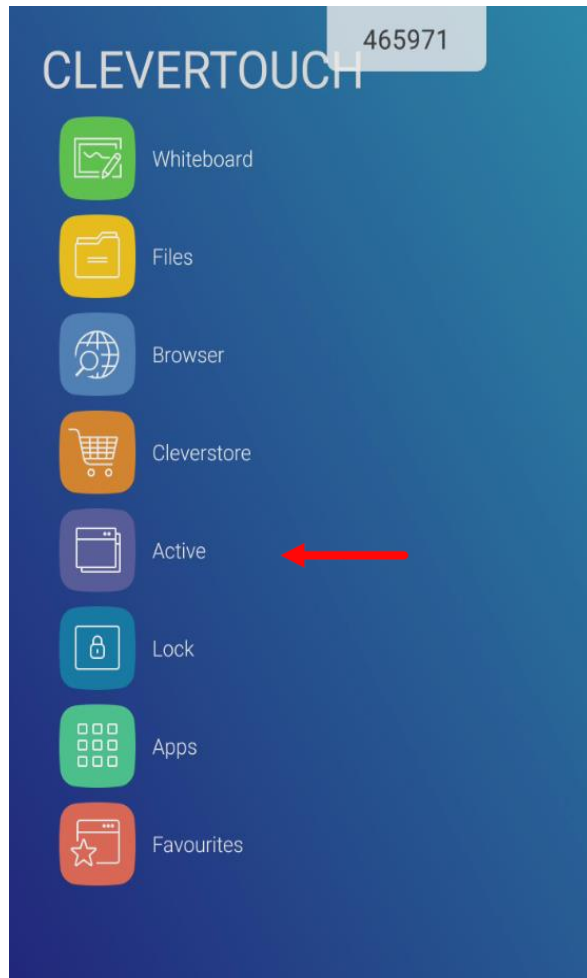 465971
CLEVERTOUCH
Whiteboard
Files
Browser
Cleverstore
Active
Lock
Apps
Favourites